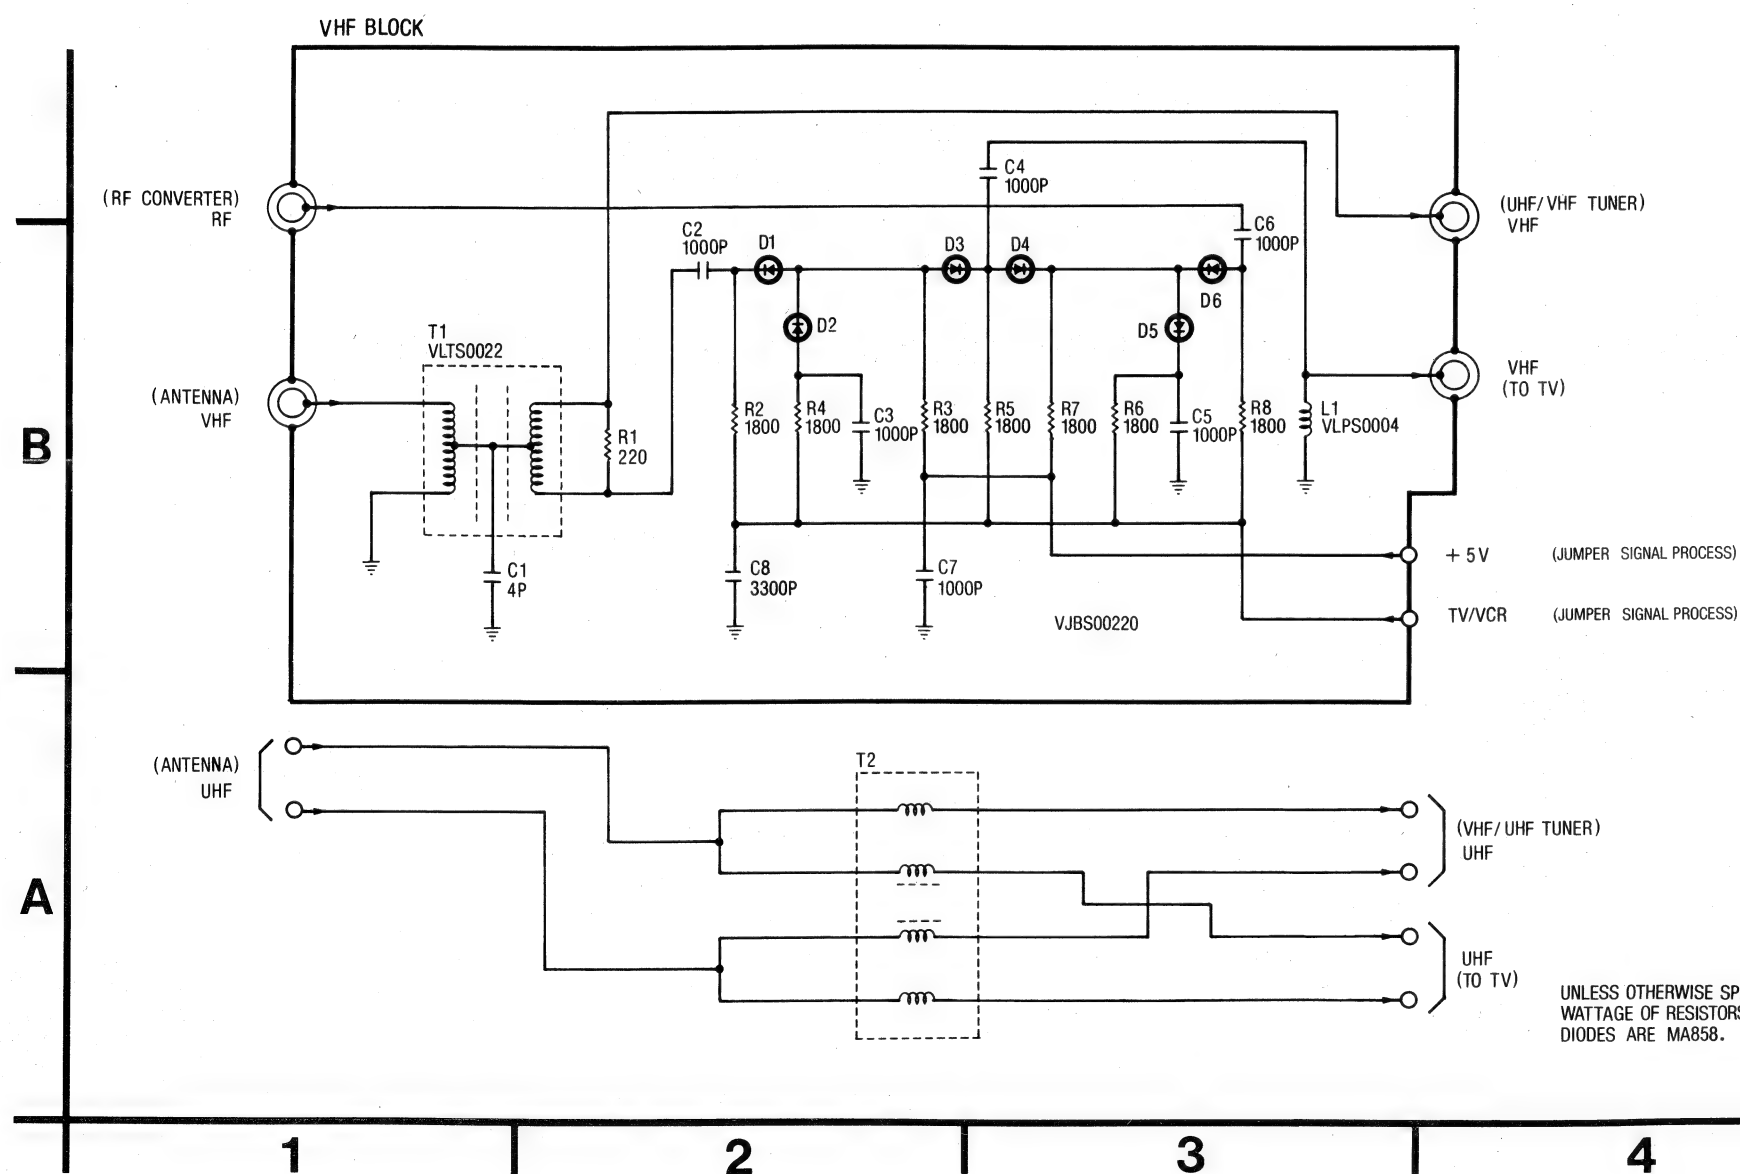 VHF BLOCK
(RF CONVERTER)
RF
(ANTENNA)
VHF
T1
VLTS0022
C1
4P
R1
220
C2
1000P
D1
D2
D3
D4
D5
D6
C4
1000P
C6
1000P
R2
1800
R4
1800
C3
1000P
R3
1800
R5
1800
R7
1800
R6
1800
C5
1000P
R8
1800
L1
VLPS0004
C8
3300P
C7
1000P
VJBS00220
(UHF/VHF TUNER)
VHF
VHF
(TO TV)
+5V (JUMPER SIGNAL PROCESS)
TV/VCR (JUMPER SIGNAL PROCESS)
B
(ANTENNA)
UHF
T2
(VHF/UHF TUNER)
UHF
UHF
(TO TV)
A
UNLESS OTHERWISE
WATTAGE OF
DIODES ARE MA858.
1 2 3 4